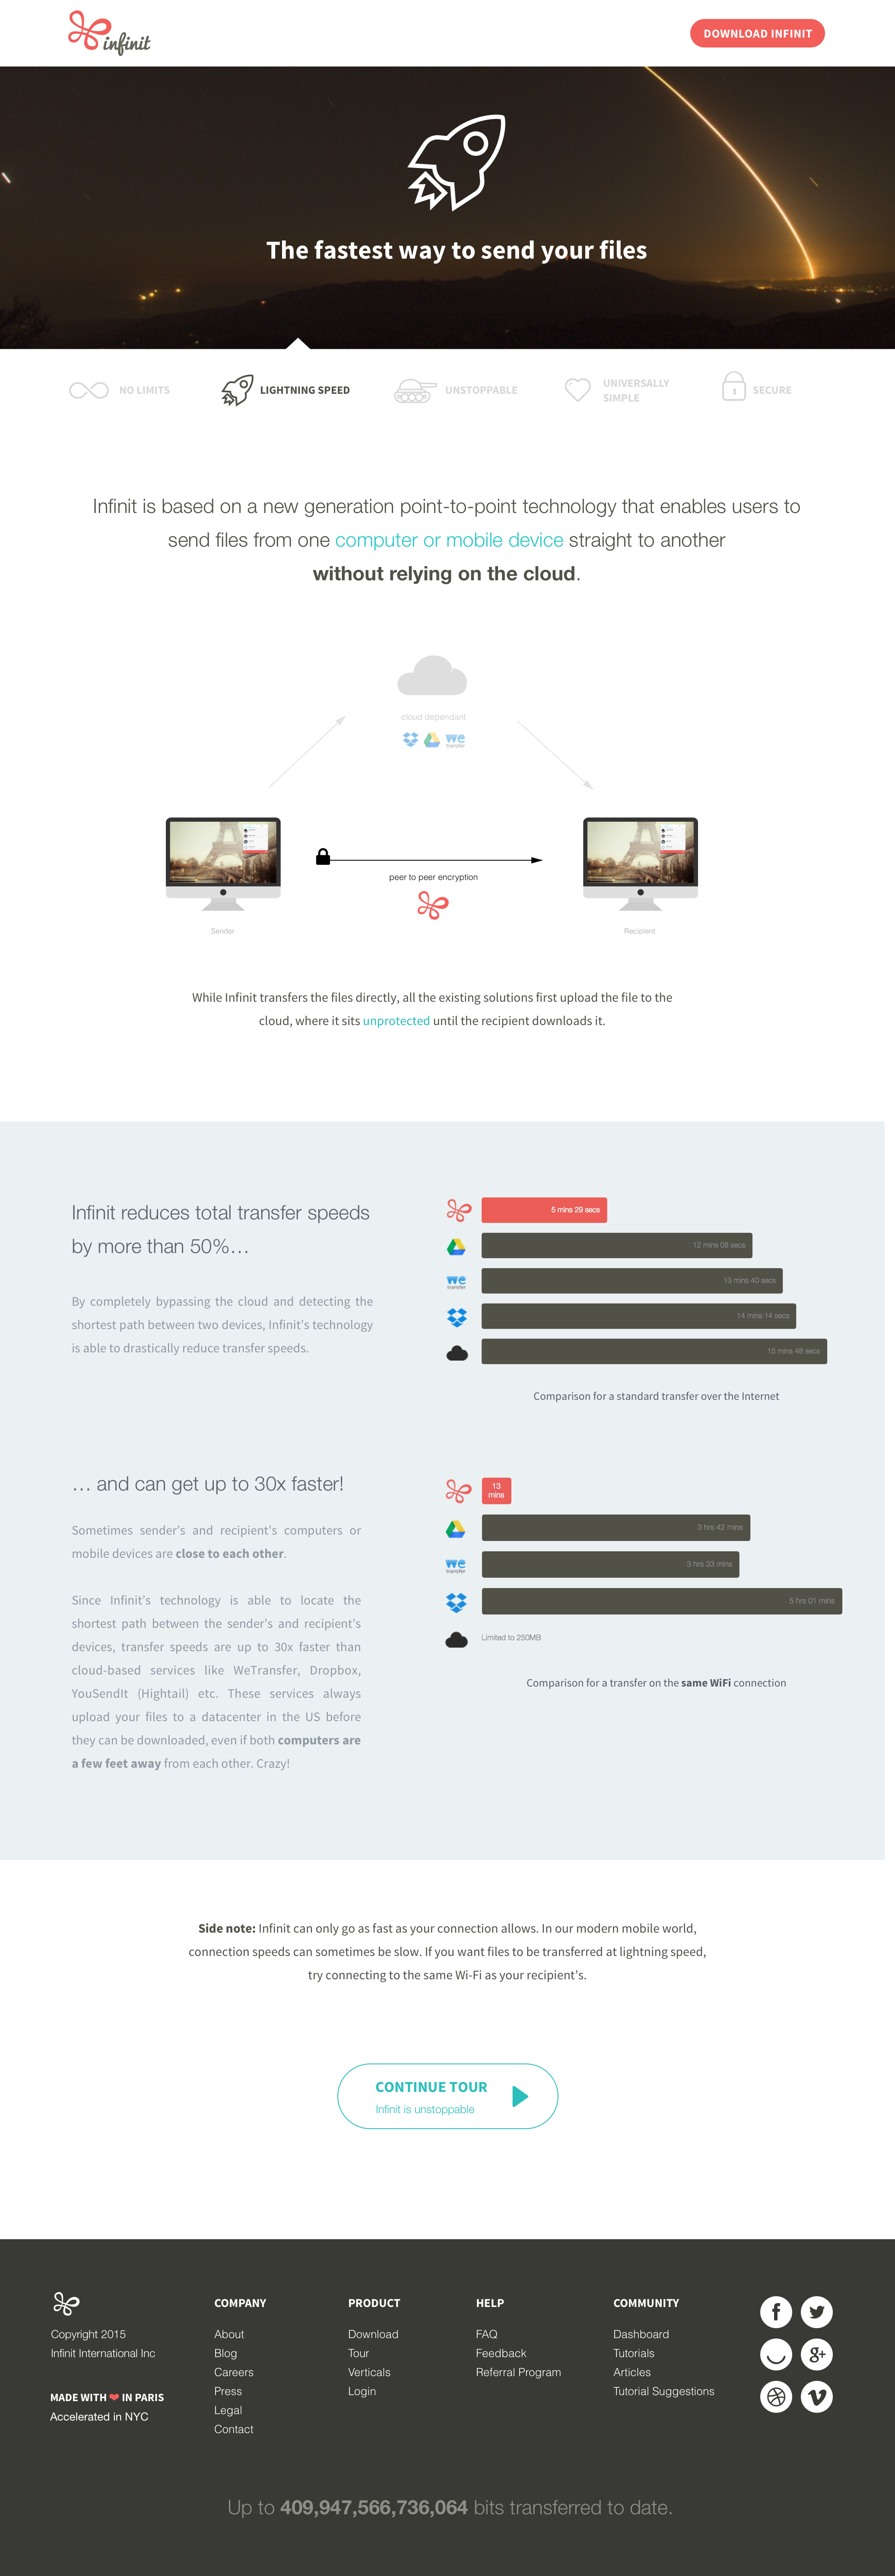 infinit
DOWNLOAD INFINIT
The fastest way to send your files
NO LIMITS
LIGHTNING SPEED
UNSTOPPABLE
UNIVERSALLY
SIMPLE
SECURE
Infinit is based on a new generation point-to-point technology that enables users to
send files from one computer or mobile device straight to another
without relying on the cloud.
cloud dependant
we
transfer
peer to peer encryption
Sender
Recipient
While Infinit transfers the files directly, all the existing solutions first upload the file to the
cloud, where it sits unprotected until the recipient downloads it.
Infinit reduces total transfer speeds
by more than 50%...
By completely bypassing the cloud and detecting the
shortest path between two devices, Infinit's technology
is able to drastically reduce transfer speeds.
5 mins 29 secs
12 mins 08 secs
we
transfer
13 mins 40 secs
14 mins 14 secs
15 mins 48 secs
Comparison for a standard transfer over the Internet
... and can get up to 30x faster!
Sometimes sender's and recipient's computers or
mobile devices are close to each other.
Since Infinit's technology is able to locate the
shortest path between the sender's and recipient's
devices, transfer speeds are up to 30x faster than
cloud-based services like WeTransfer, Dropbox,
YouSendIt (Hightail) etc. These services always
upload your files to a datacenter in the US before
they can be downloaded, even if both computers are
a few feet away from each other. Crazy!
13
mins
3 hrs 42 mins
we
transfer
3 hrs 33 mins
5 hrs 01 mins
Limited to 250MB
Comparison for a transfer on the same WiFi connection
Side note: Infinit can only go as fast as your connection allows. In our modern mobile world,
connection speeds can sometimes be slow. If you want files to be transferred at lightning speed,
try connecting to the same Wi-Fi as your recipient's.
CONTINUE TOUR
Infinit is unstoppable
Copyright 2015
Infinit International Inc
MADE WITH ❤ IN PARIS
Accelerated in NYC
COMPANY
About
Blog
Careers
Press
Legal
Contact
PRODUCT
Download
Tour
Verticals
Login
HELP
FAQ
Feedback
Referral Program
COMMUNITY
Dashboard
Tutorials
Articles
Tutorial Suggestions
Up to 409,947,566,736,064 bits transferred to date.